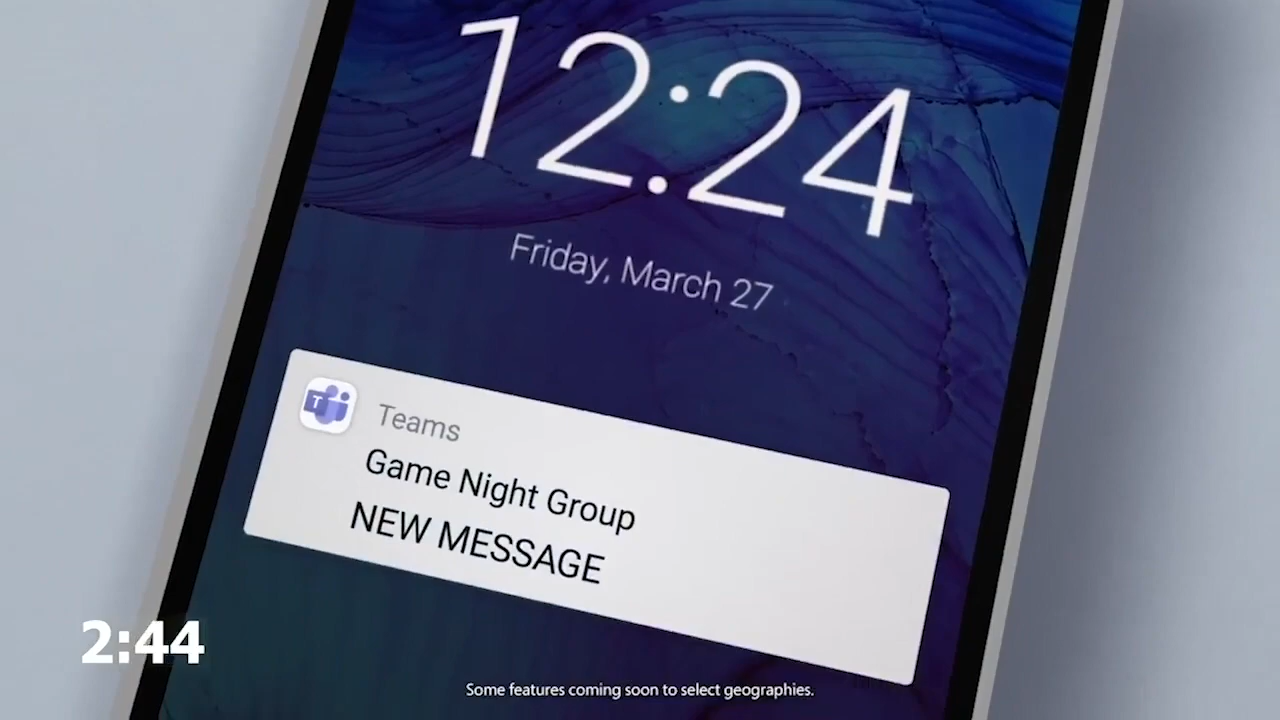 12:24
Friday, March 27
T
Teams
Game Night Group
NEW MESSAGE
2:44
Some features coming soon to select geographies.